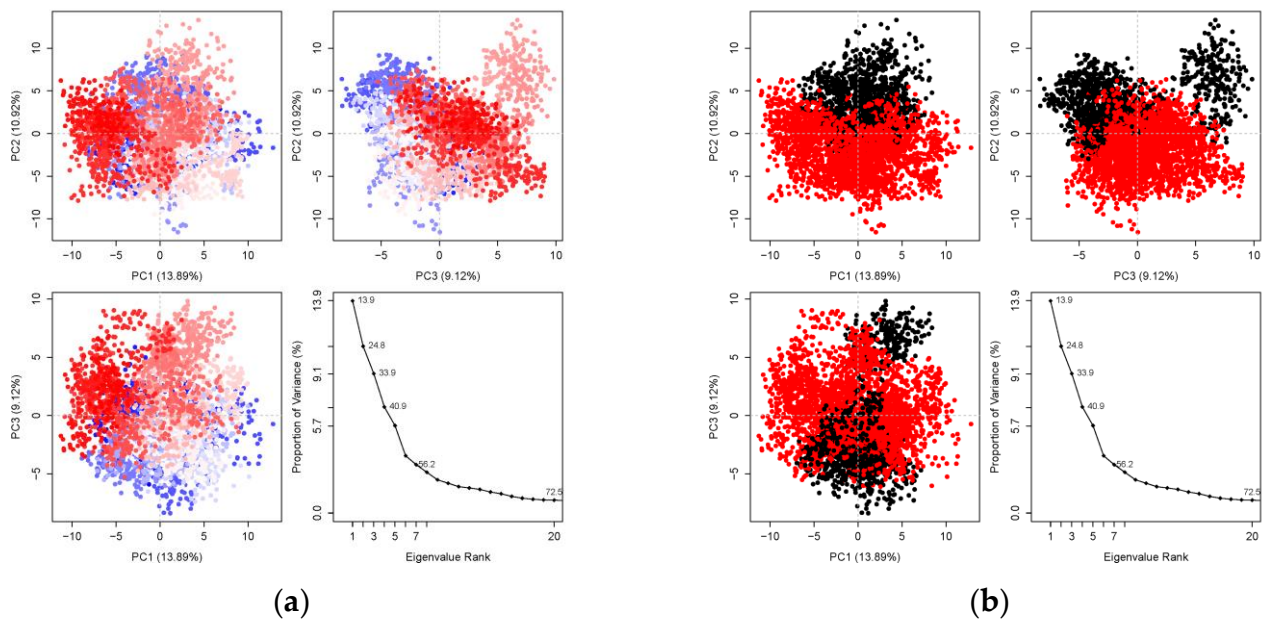 10
5
0
−5
−10
PC2 (10.92%)
−10 −5 0 5 10
PC1 (13.89%)
10
5
0
−5
−10
PC2 (10.92%)
−5 0 5 10
PC3 (9.12%)
10
5
0
−5
PC3 (9.12%)
−10 −5 0 5 10
PC1 (13.89%)
13.9
9.1
5.7
0.0
Proportion of Variance (%)
13.9
24.8
33.9
40.9
56.2
72.5
1 3 5 7 20
Eigenvalue Rank
(a)
10
5
0
−5
−10
PC2 (10.92%)
−10 −5 0 5 10
PC1 (13.89%)
10
5
0
−5
−10
PC2 (10.92%)
−5 0 5 10
PC3 (9.12%)
10
5
0
−5
PC3 (9.12%)
−10 −5 0 5 10
PC1 (13.89%)
13.9
9.1
5.7
0.0
Proportion of Variance (%)
13.9
24.8
33.9
40.9
56.2
72.5
1 3 5 7 20
Eigenvalue Rank
(b)